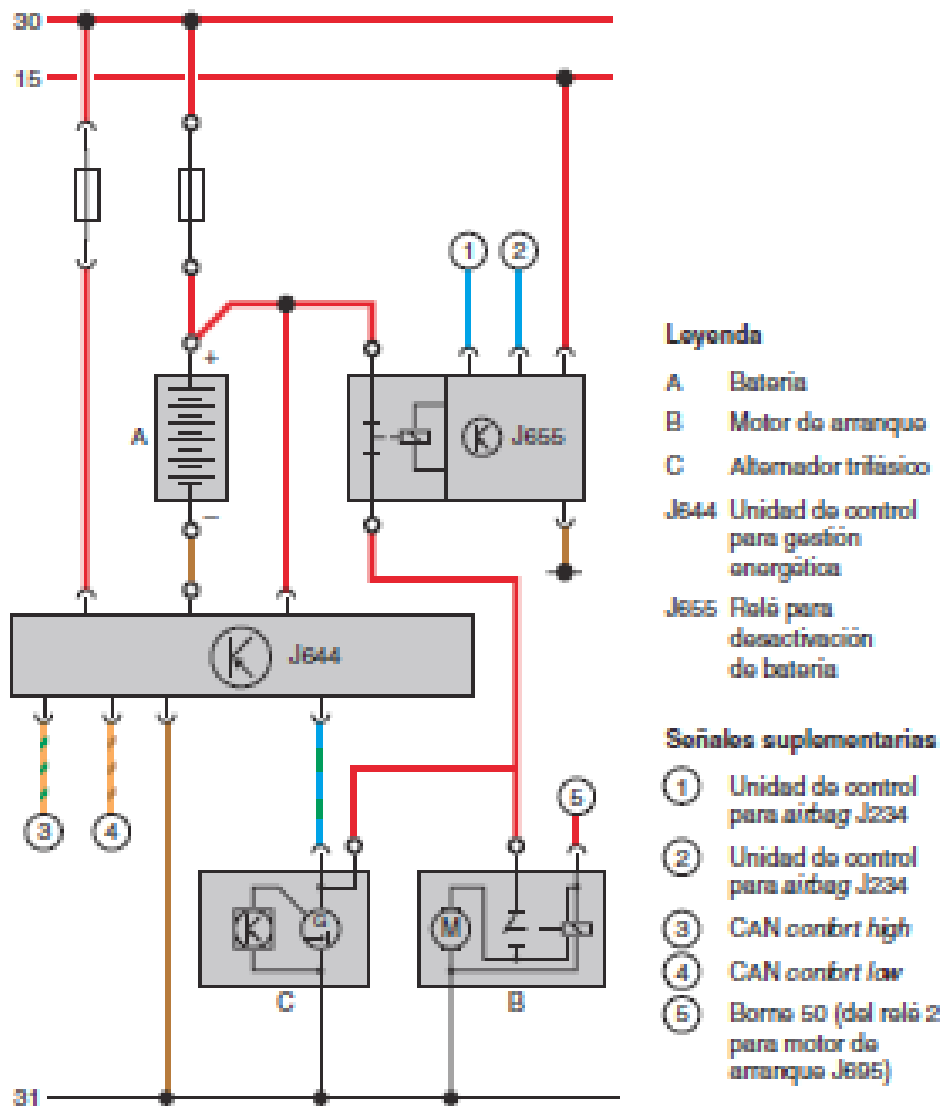 30
15
1
2
+
A
J655
–
J644
3
4
5
K
G
M
C
B
31
Leyenda
A Batería
B Motor de arranque
C Alternador trifásico
J644 Unidad de control
para gestión
energética
J655 Relé para
desactivación
de batería
Señales suplementarias
1 Unidad de control
para airbag J234
2 Unidad de control
para airbag J234
3 CAN confort high
4 CAN confort low
5 Borne 50 (del relé 2
para motor de
arranque J695)